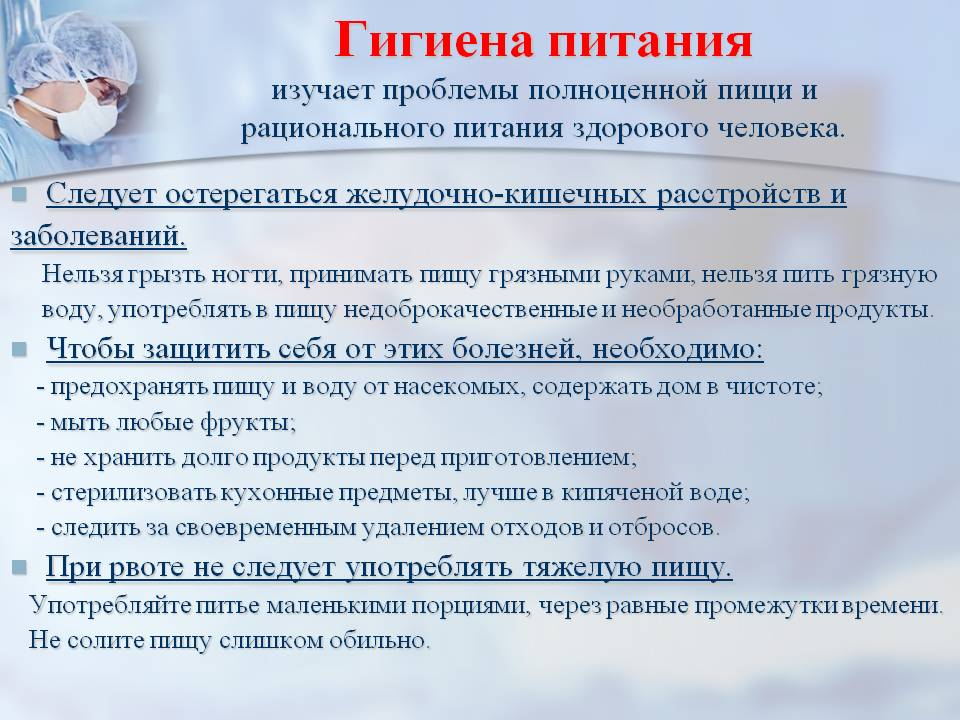 Гигиена питания
изучает проблемы полноценной пищи и
рационального питания здорового человека.
Следует остерегаться желудочно-кишечных расстройств и
заболеваний.
Нельзя грызть ногти, принимать пищу грязными руками, нельзя пить грязную
воду, употреблять в пищу недоброкачественные и необработанные продукты.
Чтобы защитить себя от этих болезней, необходимо:
- предохранять пищу и воду от насекомых, содержать дом в чистоте;
- мыть любые фрукты;
- не хранить долго продукты перед приготовлением;
- стерилизовать кухонные предметы, лучше в кипяченой воде;
- следить за своевременным удалением отходов и отбросов.
При рвоте не следует употреблять тяжелую пищу.
Употребляйте питье маленькими порциями, через равные промежутки времени.
Не солите пищу слишком обильно.